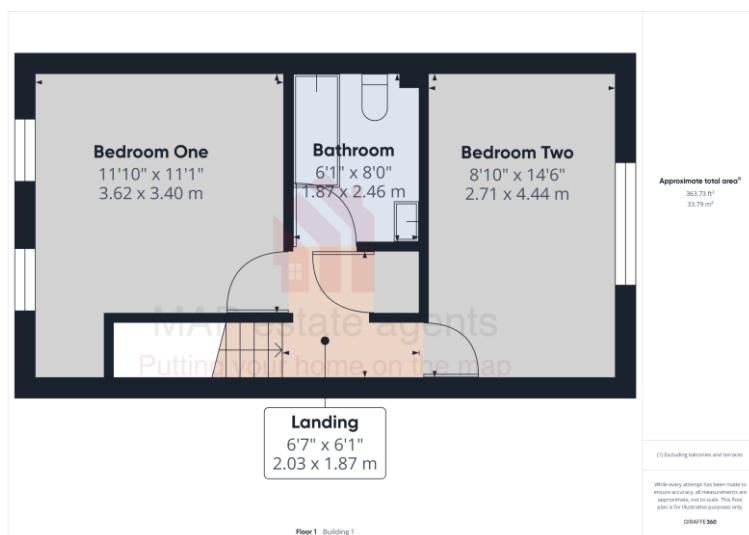 Bedroom One
11'10" x 11'1"
3.62 x 3.40 m
Bathroom
6'1" x 8'0"
1.87 x 2.46 m
Bedroom Two
8'10" x 14'6"
2.71 x 4.44 m
MAP estate agents
Putting your home on the map
Landing
6'7" x 6'1"
2.03 x 1.87 m
Floor 1 Building 1
Approximate total area⁽¹⁾
363.73 ft²
33.79 m²
(1) Excluding balconies and terraces
While every attempt has been made to
ensure accuracy, all measurements are
approximate, not to scale. This floor
plan is for illustrative purposes only.
GIRAFFE360